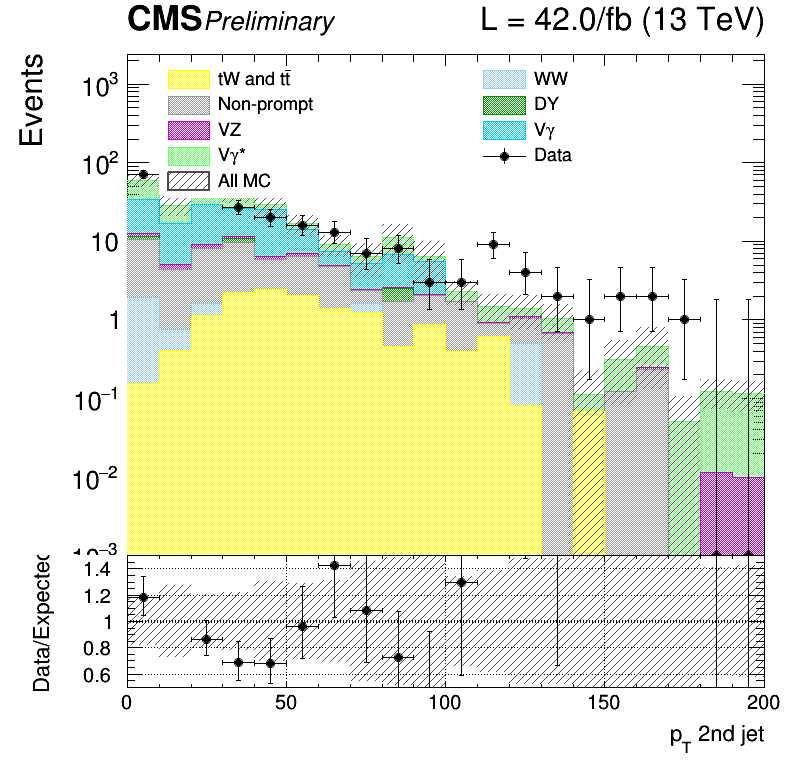 CMS Preliminary L = 42.0/fb (13 TeV)
Events
10³
10²
10
1
10⁻¹
10⁻²
10⁻³
tW and tt̄
Non-prompt
VZ
Vγ*
All MC
WW
DY
Vγ
Data
Data/Expected
1.4
1.2
1
0.8
0.6
0 50 100 150 200
p_T 2nd jet